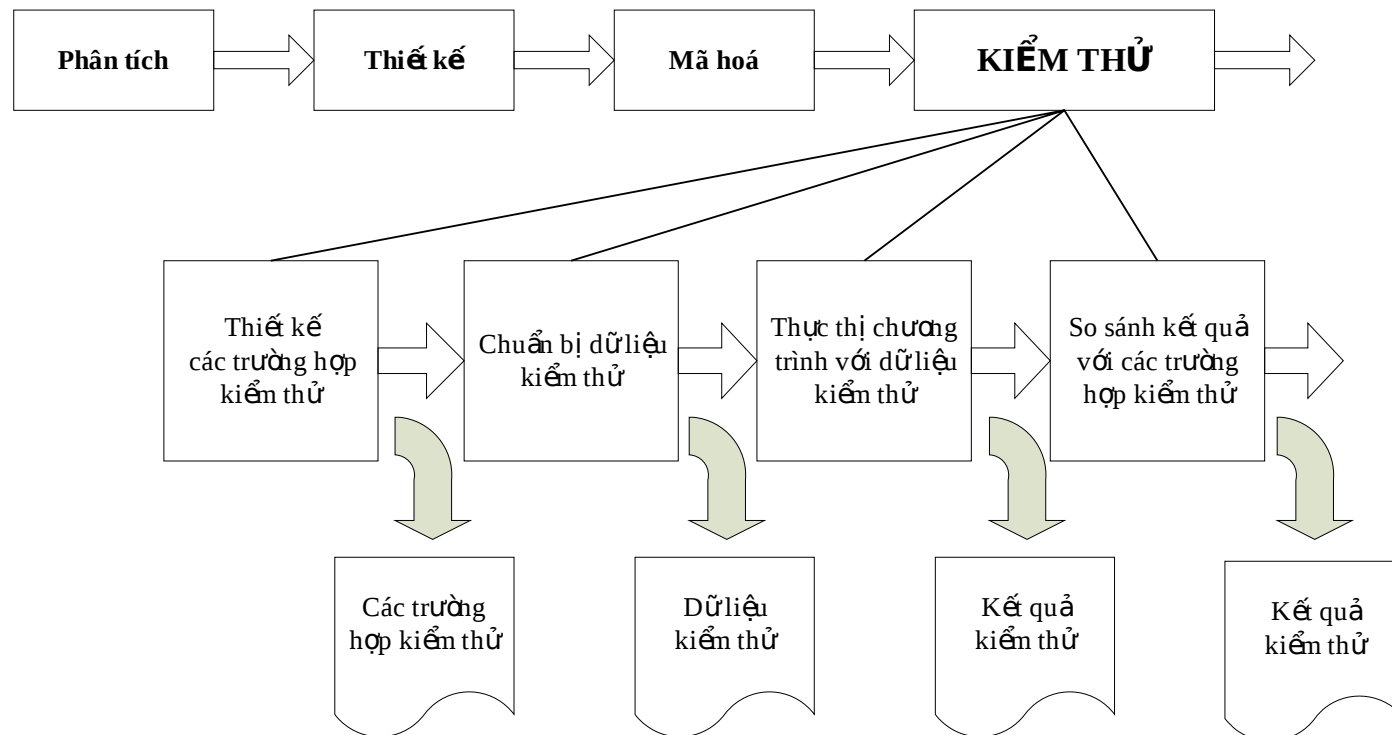 Phân tích
Thiết kế
Mã hoá
KIỂM THỬ
Thiết kế
các trường hợp
kiểm thử
Chuẩn bị dữ liệu
kiểm thử
Thực thị chương
trình với dữ liệu
kiểm thử
So sánh kết quả
với các trường
hợp kiểm thử
Các trường
hợp kiểm thử
Dữ liệu
kiểm thử
Kết quả
kiểm thử
Kết quả
kiểm thử